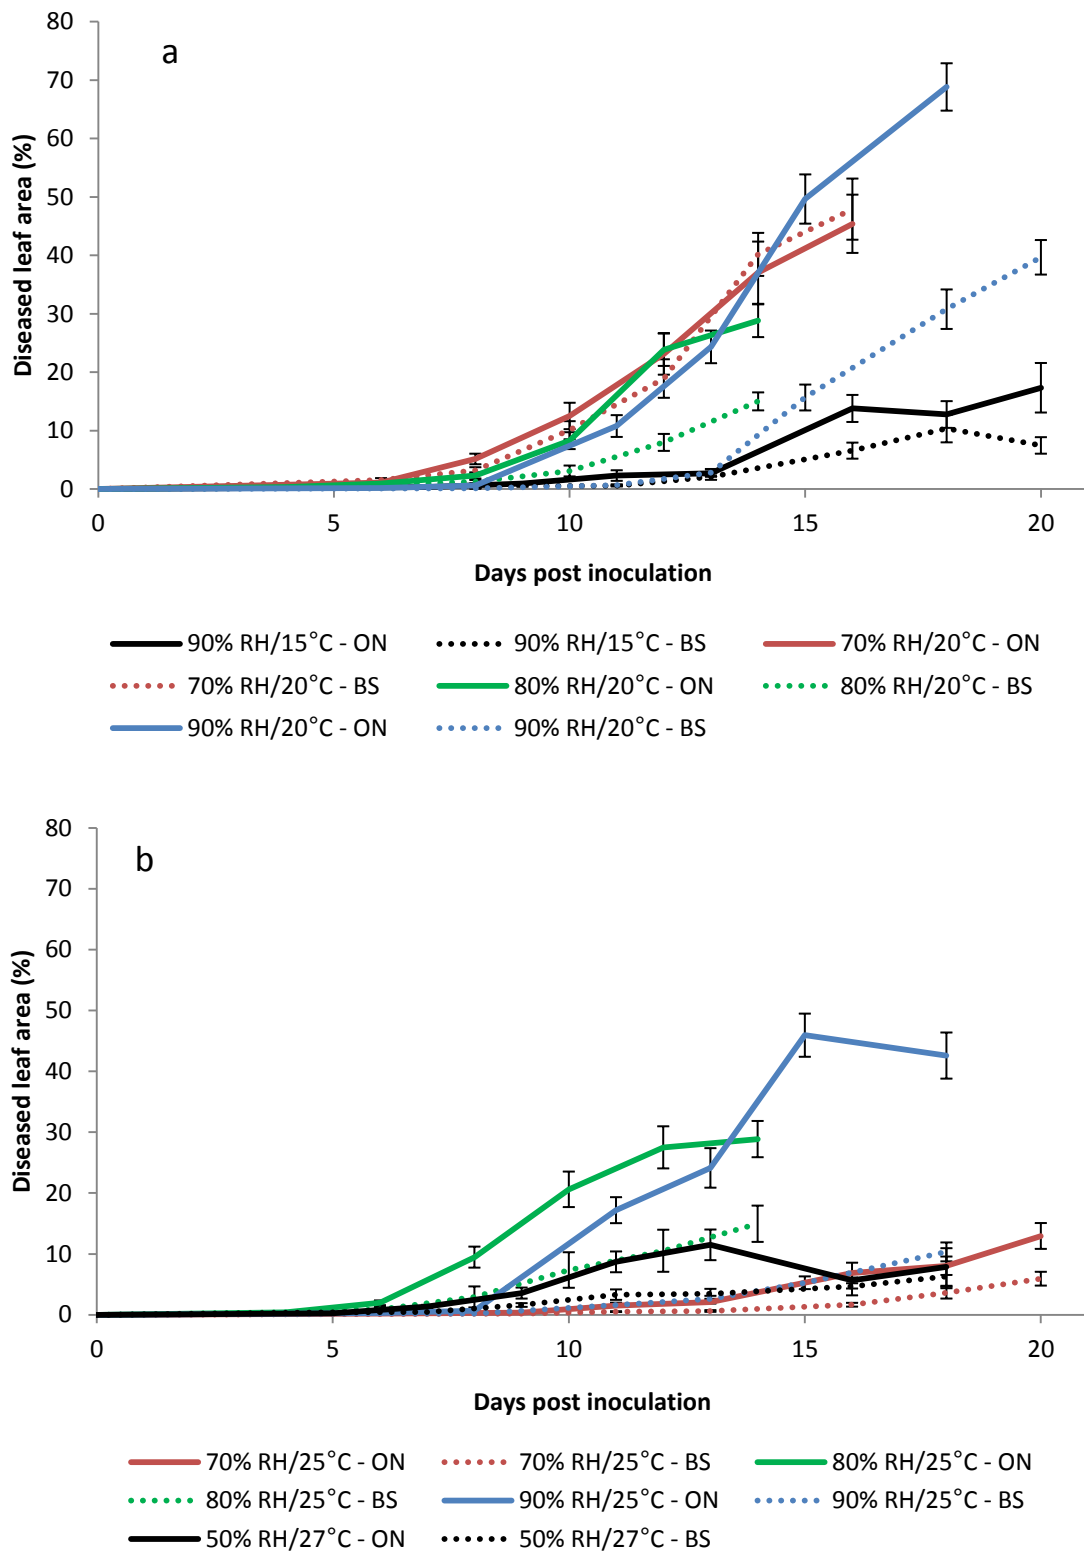 80
a
70
60
50
40
30
20
10
0
Diseased leaf area (%)
0 5 10 15 20
Days post inoculation
90% RH/15°C - ON 90% RH/15°C - BS 70% RH/20°C - ON
70% RH/20°C - BS 80% RH/20°C - ON 80% RH/20°C - BS
90% RH/20°C - ON 90% RH/20°C - BS
80
b
70
60
50
40
30
20
10
0
Diseased leaf area (%)
0 5 10 15 20
Days post inoculation
70% RH/25°C - ON 70% RH/25°C - BS 80% RH/25°C - ON
80% RH/25°C - BS 90% RH/25°C - ON 90% RH/25°C - BS
50% RH/27°C - ON 50% RH/27°C - BS